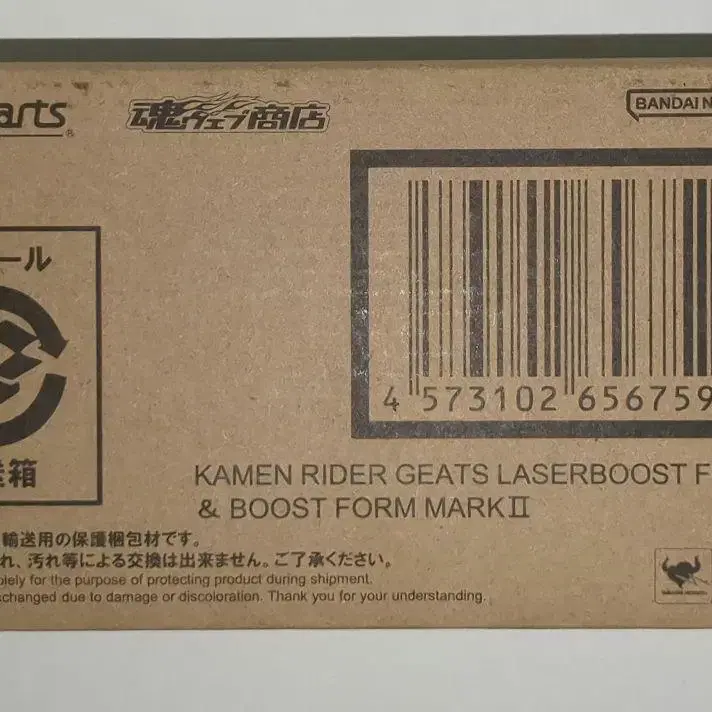 arts®
魂ウェブ商店
BANDAI N
ール
箱
4 573102 656759
KAMEN RIDER GEATS LASERBOOST F
& BOOST FORM MARKⅡ
輸送用の保護梱包材です。
れ、汚れ等による交換は出来ません。ご了承ください。
olely for the purpose of protecting product during shipment.
xchanged due to damage or discoloration. Thank you for your understanding.